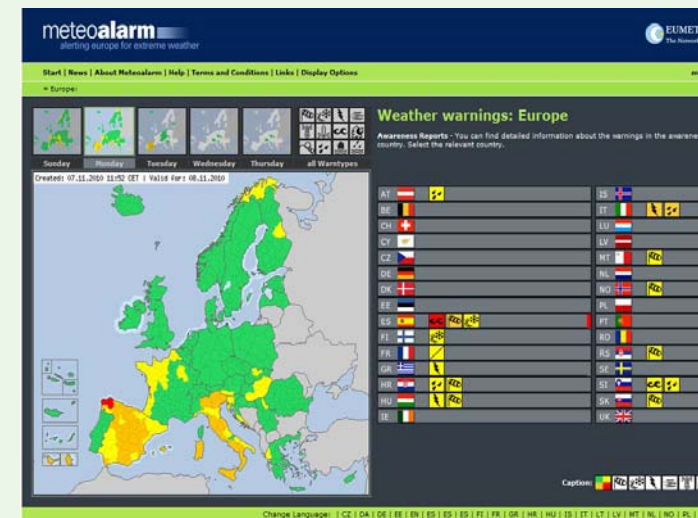 meteoalarm
alerting europe for extreme weather
EUMET
The Networ
Start | News | About Meteoalarm | Help | Terms and Conditions | Links | Display Options
» Europe:
Sunday Monday Tuesday Wednesday Thursday all Warntypes
Weather warnings: Europe
Awareness Reports - You can find detailed information about the warnings in the awarene
country. Select the relevant country.
Created: 07.11.2010 11:52 CET | Valid for: 08.11.2010
AT
BE
CH
CY
CZ
DE
DK
EE
ES
FI
FR
GR
HR
HU
IE
IS
IT
LU
LV
MT
NL
NO
PL
PT
RO
RS
SE
SI
SK
UK
Caption:
Change Language: | CZ | DA | DE | EE | EN | ES | ES | ES | FI | FR | GR | HR | HU | IS | IT | LT | LV | MT | NL | NO | PL |